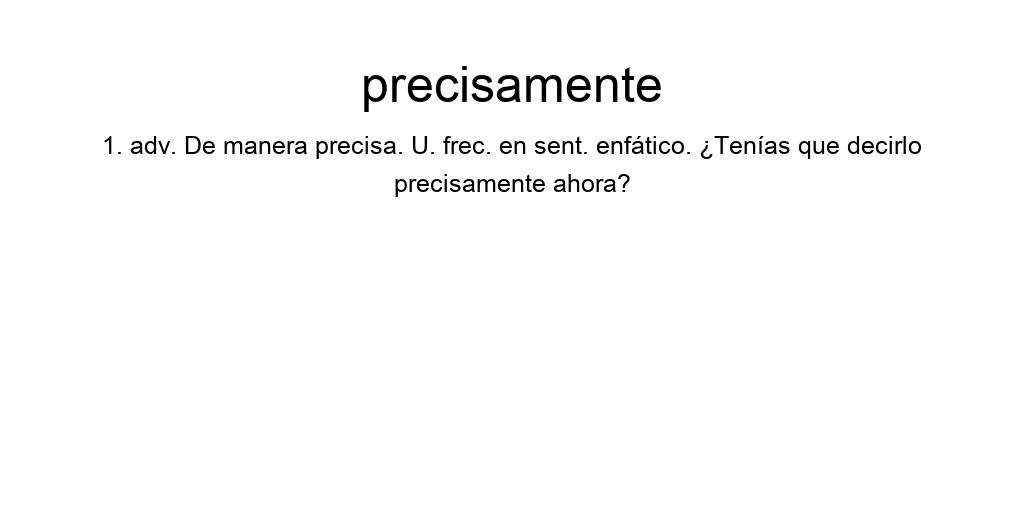 precisamente
1. adv. De manera precisa. U. frec. en sent. enfático. ¿Tenías que decirlo
precisamente ahora?